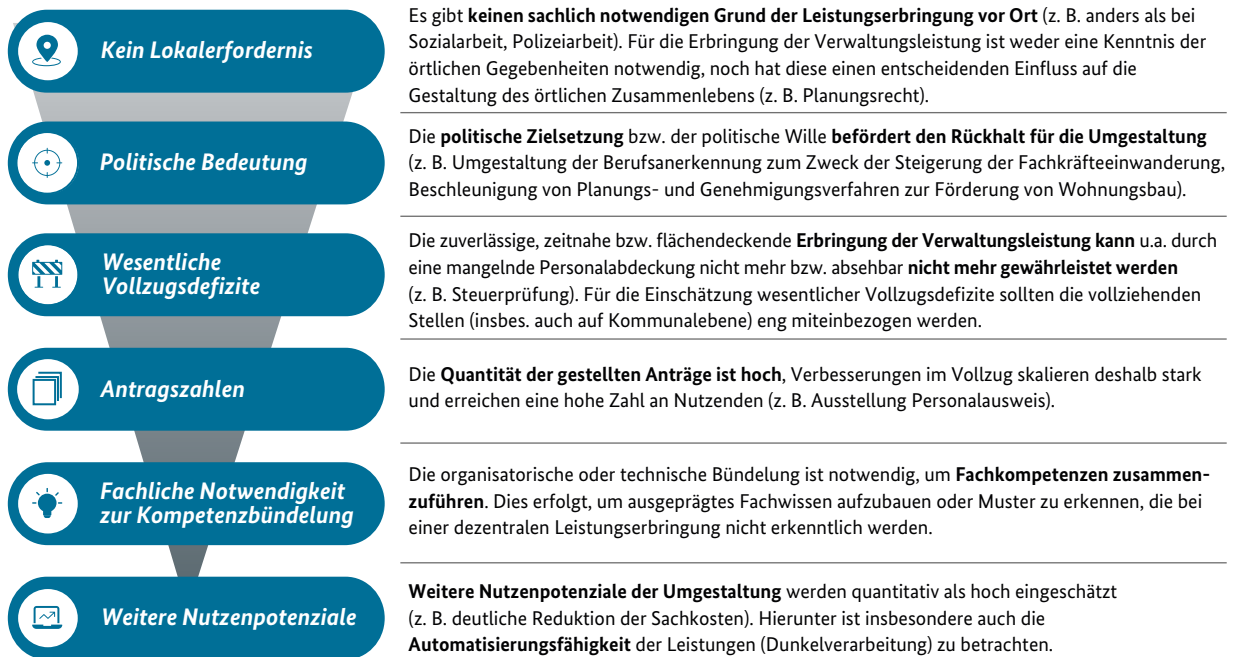 Kein Lokalerfordernis
Es gibt keinen sachlich notwendigen Grund der Leistungserbringung vor Ort (z. B. anders als bei
Sozialarbeit, Polizeiarbeit). Für die Erbringung der Verwaltungsleistung ist weder eine Kenntnis der
örtlichen Gegebenheiten notwendig, noch hat diese einen entscheidenden Einfluss auf die
Gestaltung des örtlichen Zusammenlebens (z. B. Planungsrecht).
Politische Bedeutung
Die politische Zielsetzung bzw. der politische Wille befördert den Rückhalt für die Umgestaltung
(z. B. Umgestaltung der Berufsanerkennung zum Zweck der Steigerung der Fachkräfteeinwanderung,
Beschleunigung von Planungs- und Genehmigungsverfahren zur Förderung von Wohnungsbau).
Wesentliche
Vollzugsdefizite
Die zuverlässige, zeitnahe bzw. flächendeckende Erbringung der Verwaltungsleistung kann u.a. durch
eine mangelnde Personalabdeckung nicht mehr bzw. absehbar nicht mehr gewährleistet werden
(z. B. Steuerprüfung). Für die Einschätzung wesentlicher Vollzugsdefizite sollten die vollziehenden
Stellen (insbes. auch auf Kommunalebene) eng miteinbezogen werden.
Antragszahlen
Die Quantität der gestellten Anträge ist hoch, Verbesserungen im Vollzug skalieren deshalb stark
und erreichen eine hohe Zahl an Nutzenden (z. B. Ausstellung Personalausweis).
Fachliche Notwendigkeit
zur Kompetenzbündelung
Die organisatorische oder technische Bündelung ist notwendig, um Fachkompetenzen zusammen-
zuführen. Dies erfolgt, um ausgeprägtes Fachwissen aufzubauen oder Muster zu erkennen, die bei
einer dezentralen Leistungserbringung nicht erkenntlich werden.
Weitere Nutzenpotenziale
Weitere Nutzenpotenziale der Umgestaltung werden quantitativ als hoch eingeschätzt
(z. B. deutliche Reduktion der Sachkosten). Hierunter ist insbesondere auch die
Automatisierungsfähigkeit der Leistungen (Dunkelverarbeitung) zu betrachten.